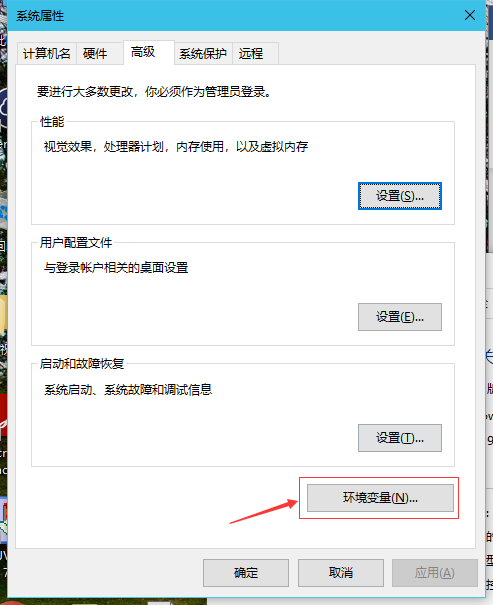 系统属性
计算机名 硬件 高级 系统保护 远程
要进行大多数更改，你必须作为管理员登录。
性能
视觉效果，处理器计划，内存使用，以及虚拟内存
设置(S)...
用户配置文件
与登录帐户相关的桌面设置
设置(E)...
启动和故障恢复
系统启动、系统故障和调试信息
设置(T)...
环境变量(N)...
确定 取消 应用(A)